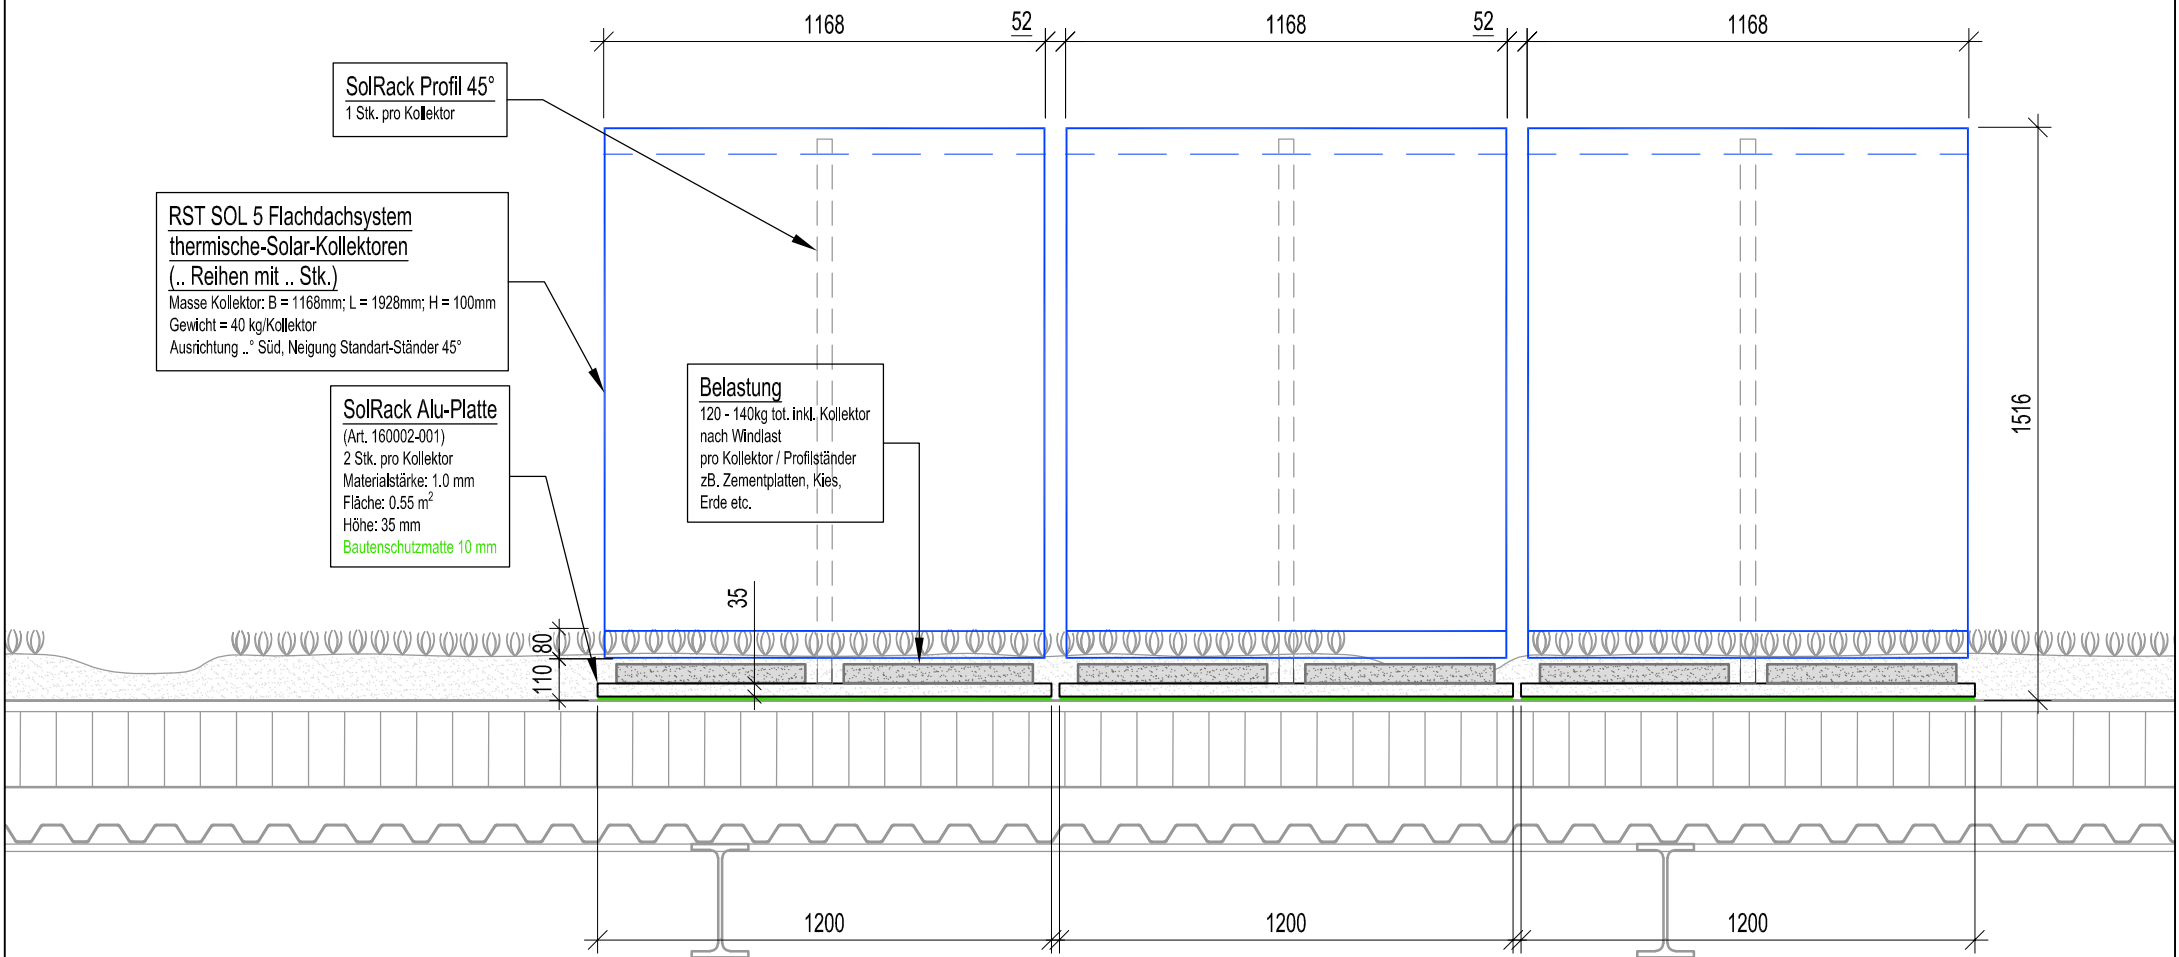 1168
52
1168
52
1168
SolRack Profil 45°
1 Stk. pro Kollektor
RST SOL 5 Flachdachsystem
thermische-Solar-Kollektoren
(.. Reihen mit .. Stk.)
Masse Kollektor: B = 1168mm; L = 1928mm; H = 100mm
Gewicht = 40 kg/Kollektor
Ausrichtung ..° Süd, Neigung Standart-Ständer 45°
SolRack Alu-Platte
(Art. 160002-001)
2 Stk. pro Kollektor
Materialstärke: 1.0 mm
Fläche: 0.55 m²
Höhe: 35 mm
Bautenschutzmatte 10 mm
Belastung
120 - 140kg tot. inkl. Kollektor
nach Windlast
pro Kollektor / Profilständer
zB. Zementplatten, Kies,
Erde etc.
1516
35
80
110
1200
1200
1200